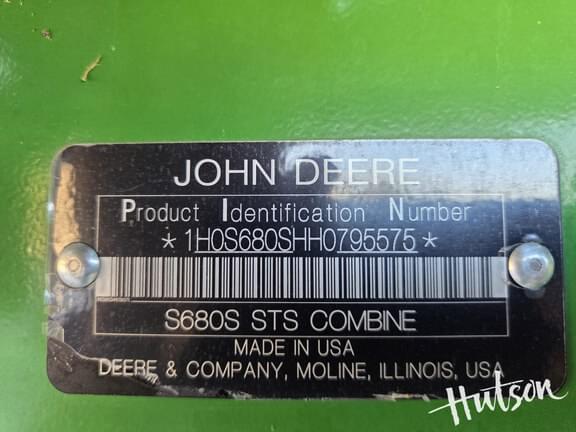 JOHN DEERE
Product Identification Number
*1H0S680SHH0795575*
S680S STS COMBINE
MADE IN USA
DEERE & COMPANY, MOLINE, ILLINOIS, USA
Hutson